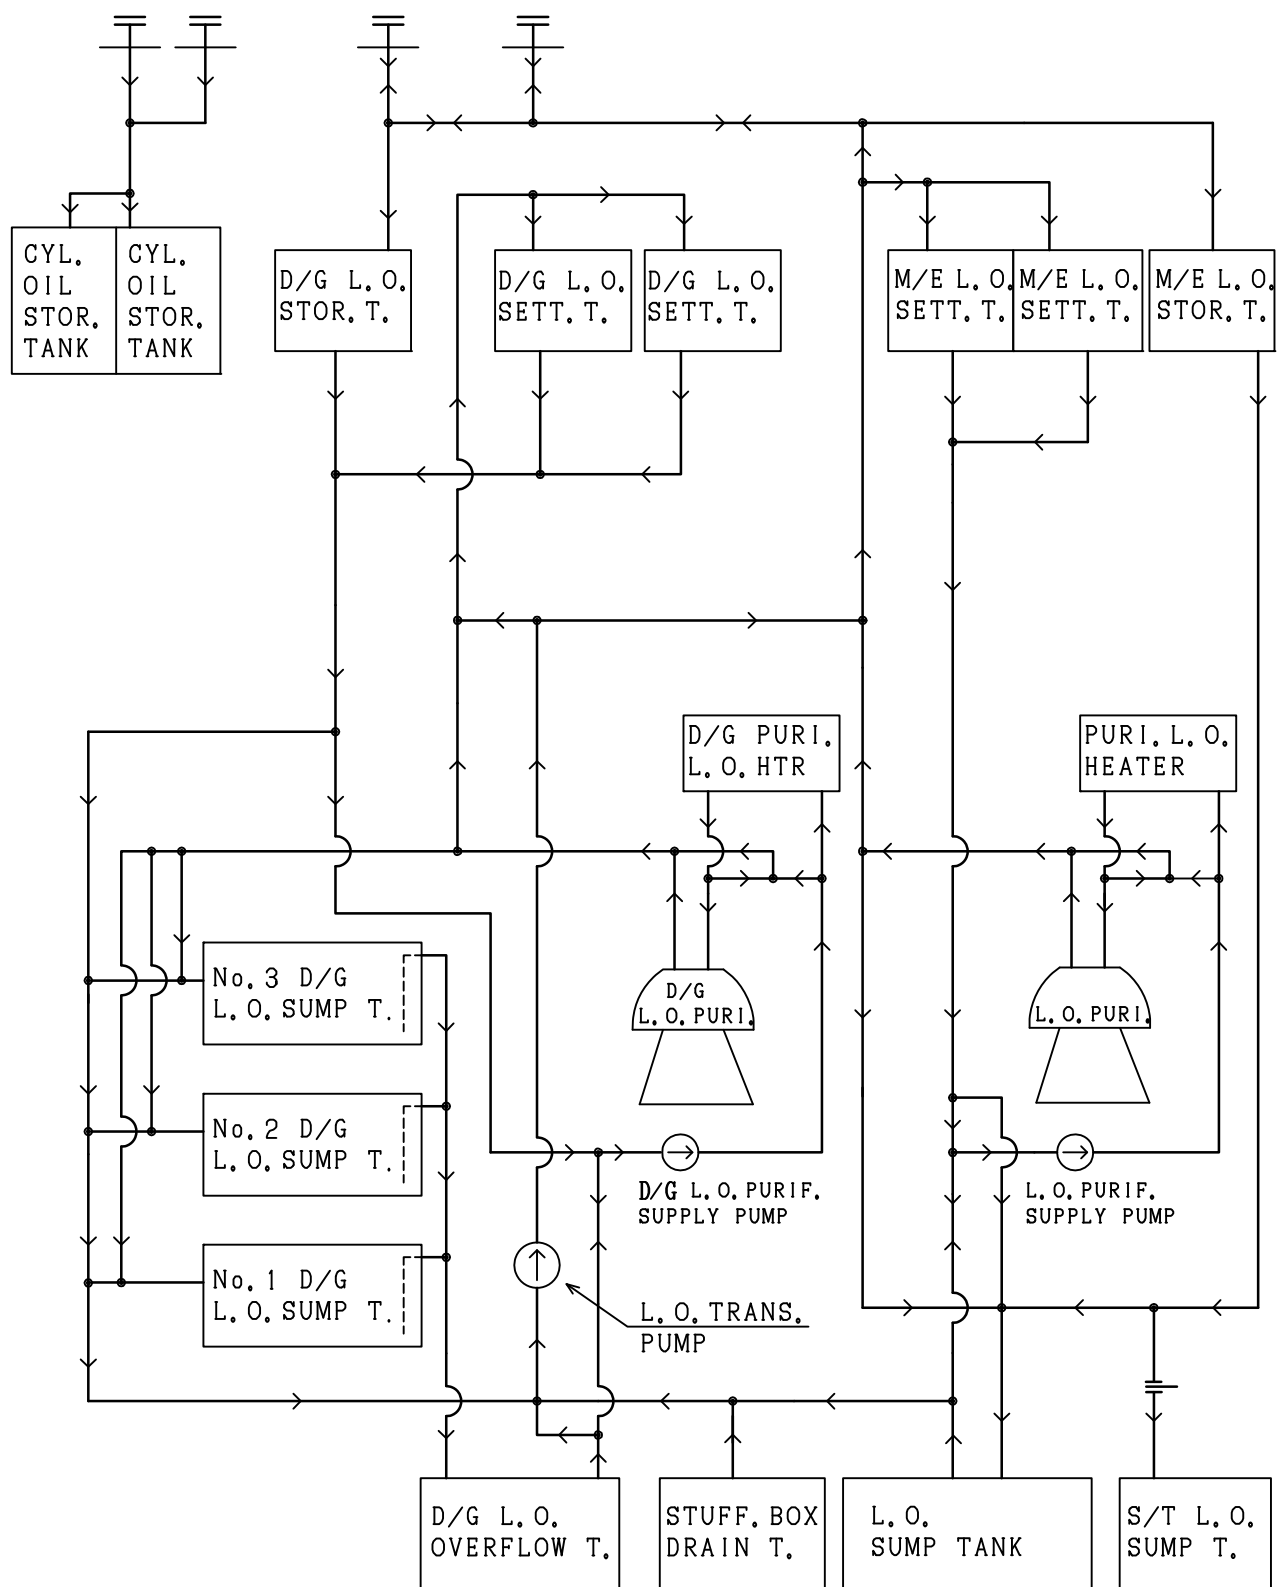 CYL.
OIL
STOR.
TANK
CYL.
OIL
STOR.
TANK
D/G L.O.
STOR.T.
D/G L.O.
SETT.T.
D/G L.O.
SETT.T.
M/E L.O.
SETT.T.
M/E L.O.
SETT.T.
M/E L.O.
STOR.T.
D/G PURI.
L.O.HTR
PURI.L.O.
HEATER
No.3 D/G
L.O.SUMP T.
D/G
L.O.PURI.
L.O.PURI.
No.2 D/G
L.O.SUMP T.
D/G L.O.PURIF.
SUPPLY PUMP
L.O.PURIF.
SUPPLY PUMP
No.1 D/G
L.O.SUMP T.
L.O.TRANS.
PUMP
D/G L.O.
OVERFLOW T.
STUFF.BOX
DRAIN T.
L.O.
SUMP TANK
S/T L.O.
SUMP T.